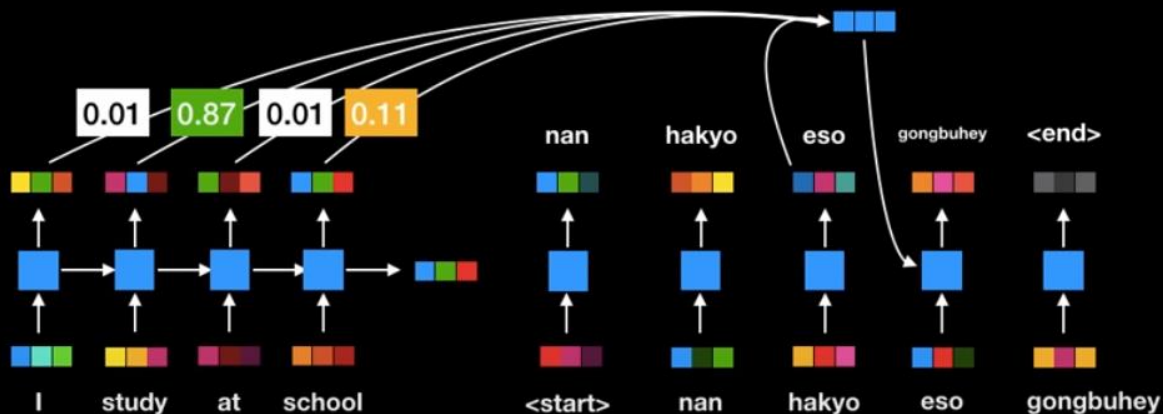 0.01 0.87 0.01 0.11
nan hakyo eso gongbuhey <end>
I study at school <start> nan hakyo eso gongbuhey